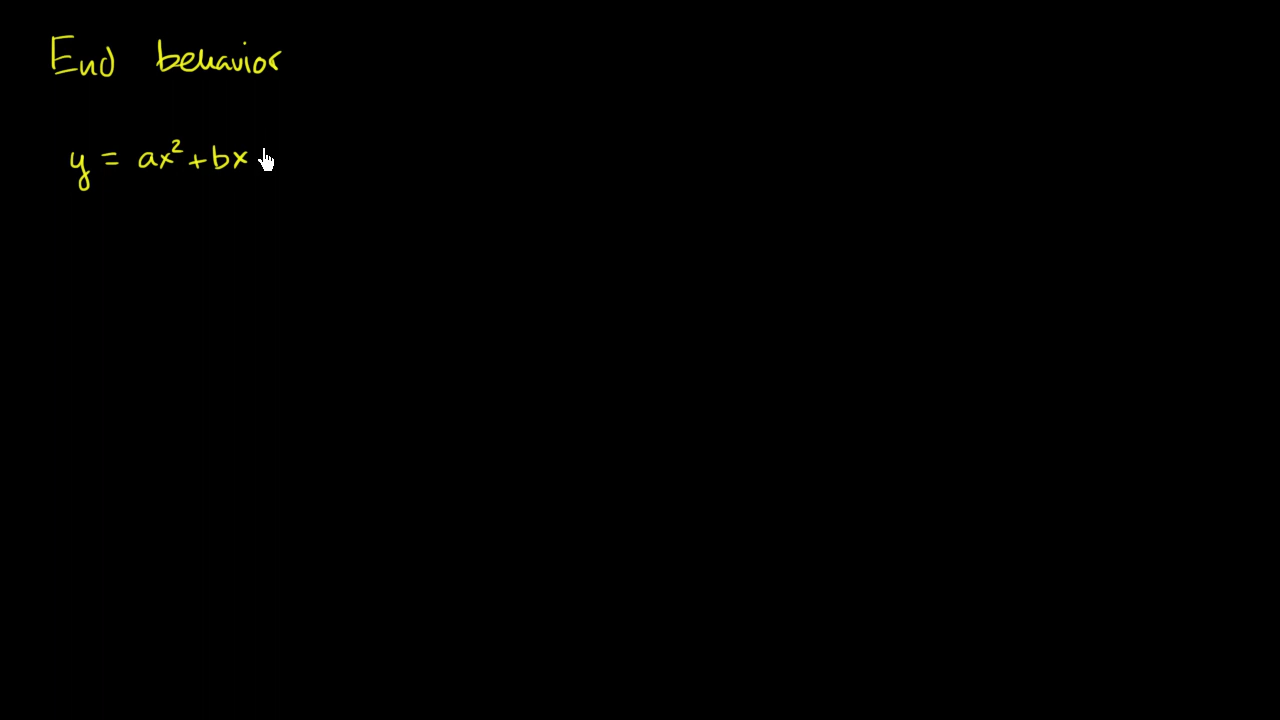 End behavior
y = ax² + bx